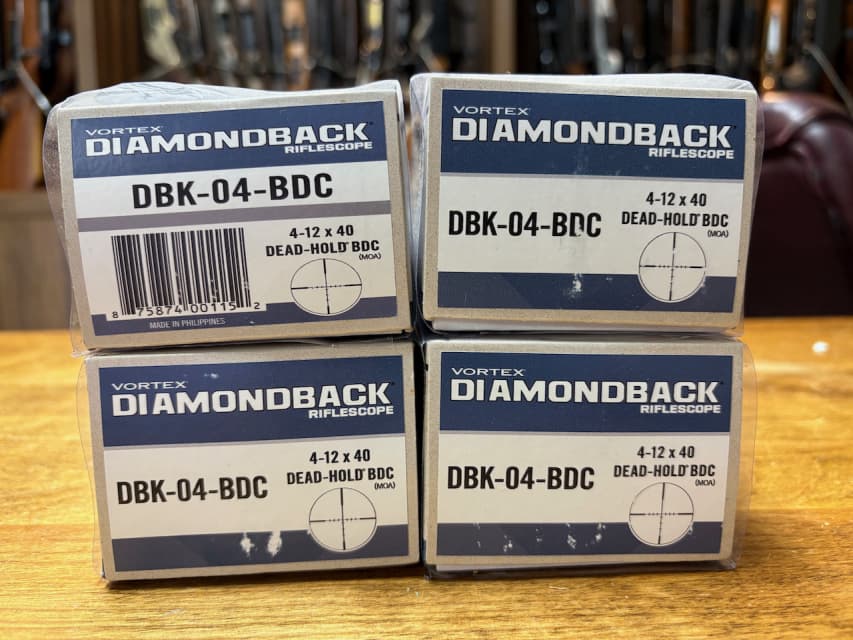 VORTEX
DIAMONDBACK
RIFLESCOPE
DBK-04-BDC
4-12 x 40
DEAD-HOLD® BDC
(MOA)
8 75874 00115 2
MADE IN PHILIPPINES
VORTEX®
DIAMONDBACK™
RIFLESCOPE
DBK-04-BDC
4-12 x 40
DEAD-HOLD® BDC
(MOA)
VORTEX
DIAMONDBACK
RIFLESCOPE
DBK-04-BDC
4-12 x 40
DEAD-HOLD® BDC
(MOA)
VORTEX
DIAMONDBACK™
RIFLESCOPE
DBK-04-BDC
4-12 x 40
DEAD-HOLD® BDC
(MOA)